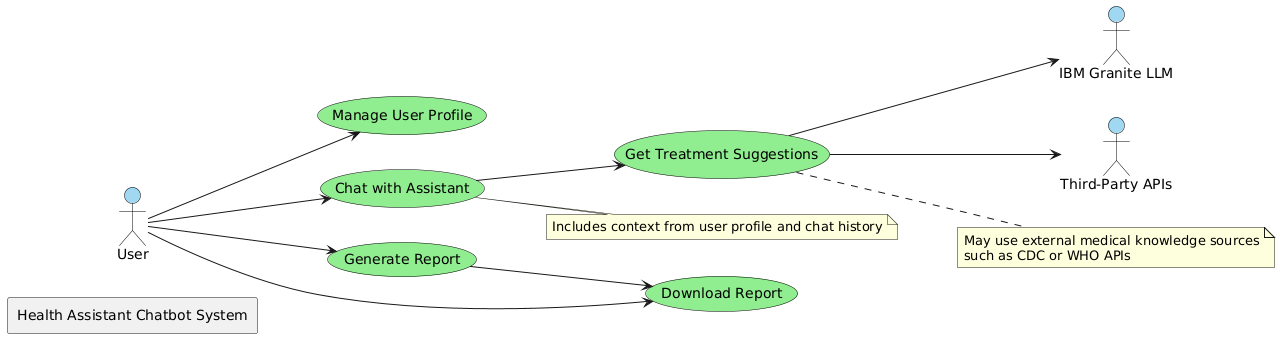 IBM Granite LLM
Manage User Profile
Get Treatment Suggestions
Third-Party APIs
Chat with Assistant
Includes context from user profile and chat history
User
May use external medical knowledge sources
such as CDC or WHO APIs
Generate Report
Download Report
Health Assistant Chatbot System